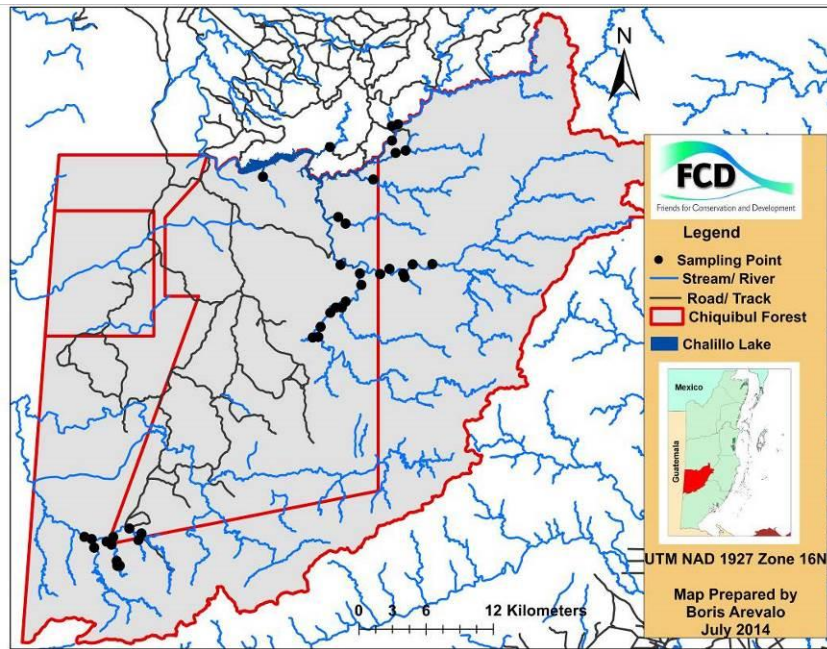 N
FCD
Friends for Conservation and Development
Legend
Sampling Point
Stream/ River
Road/ Track
Chiquibul Forest
Chalillo Lake
Mexico
Guatemala
UTM NAD 1927 Zone 16N
0 3 6 12 Kilometers
Map Prepared by
Boris Arevalo
July 2014